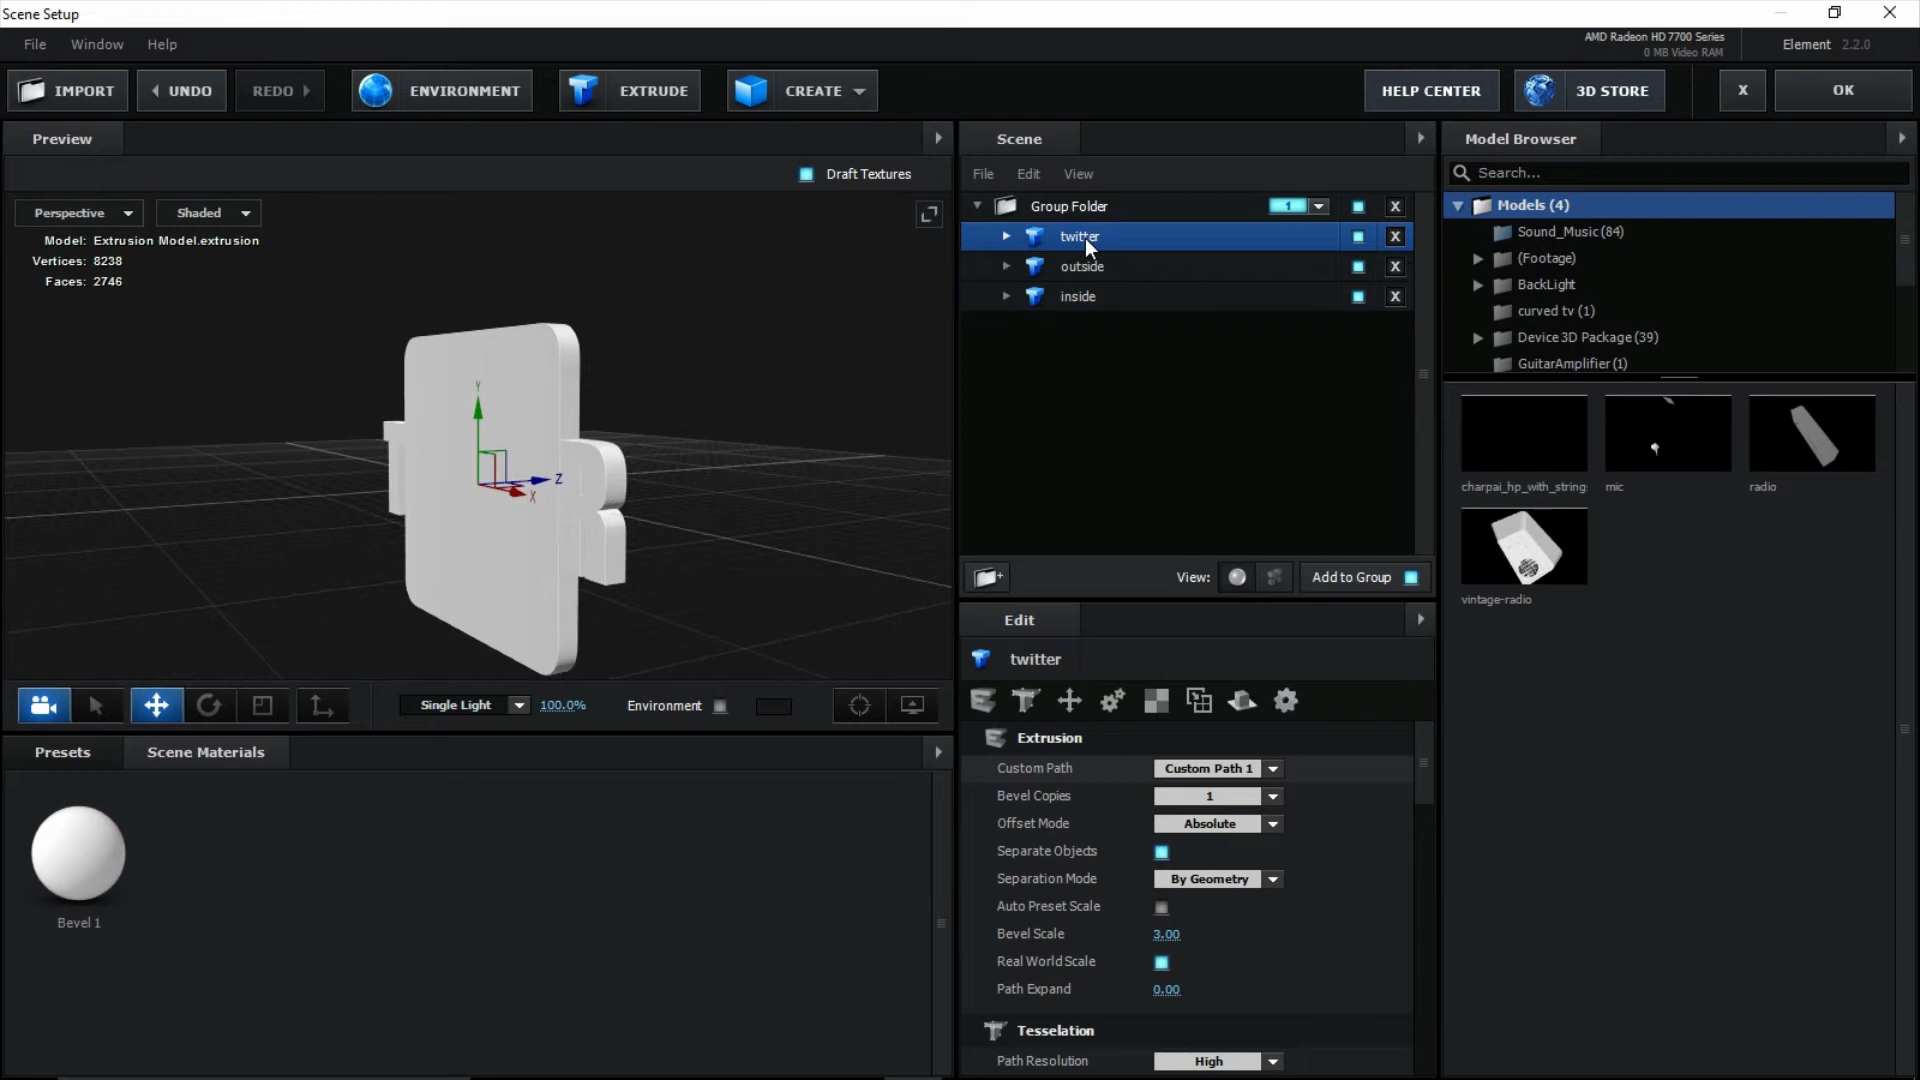 Scene Setup
File Window Help
AMD Radeon HD 7700 Series
0 MB Video RAM
Element 2.2.0
IMPORT UNDO REDO ENVIRONMENT EXTRUDE CREATE HELP CENTER 3D STORE X OK
Preview
Draft Textures
Perspective Shaded
Model: Extrusion Model.extrusion
Vertices: 8238
Faces: 2746
Y
Z
X
Single Light 100.0% Environment
Presets Scene Materials
Bevel 1
Scene
File Edit View
Group Folder 1 X
twitter X
outside X
inside X
View: Add to Group
Edit
twitter
Extrusion
Custom Path Custom Path 1
Bevel Copies 1
Offset Mode Absolute
Separate Objects
Separation Mode By Geometry
Auto Preset Scale
Bevel Scale 3.00
Real World Scale
Path Expand 0.00
Tesselation
Path Resolution High
Model Browser
Search...
Models (4)
Sound_Music (84)
(Footage)
BackLight
curved tv (1)
Device 3D Package (39)
GuitarAmplifier (1)
charpai_hp_with_string mic radio
vintage-radio